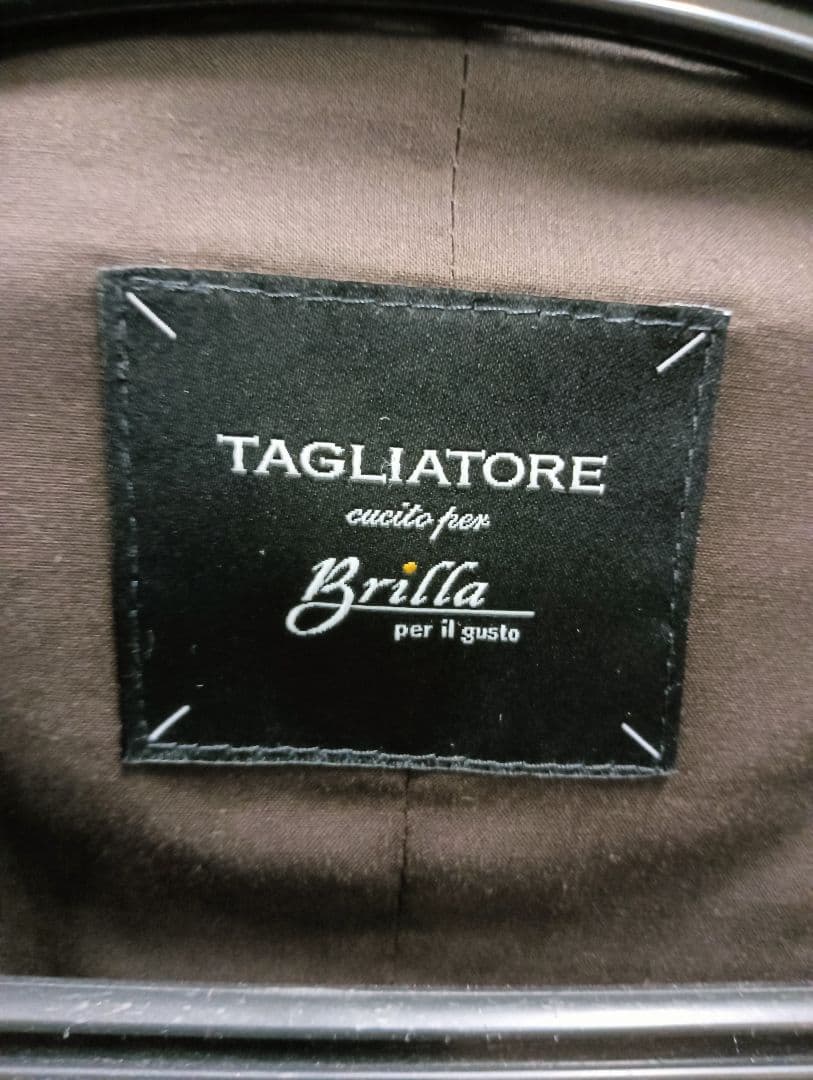 TAGLIATORE
cucito per
Brilla
per il gusto